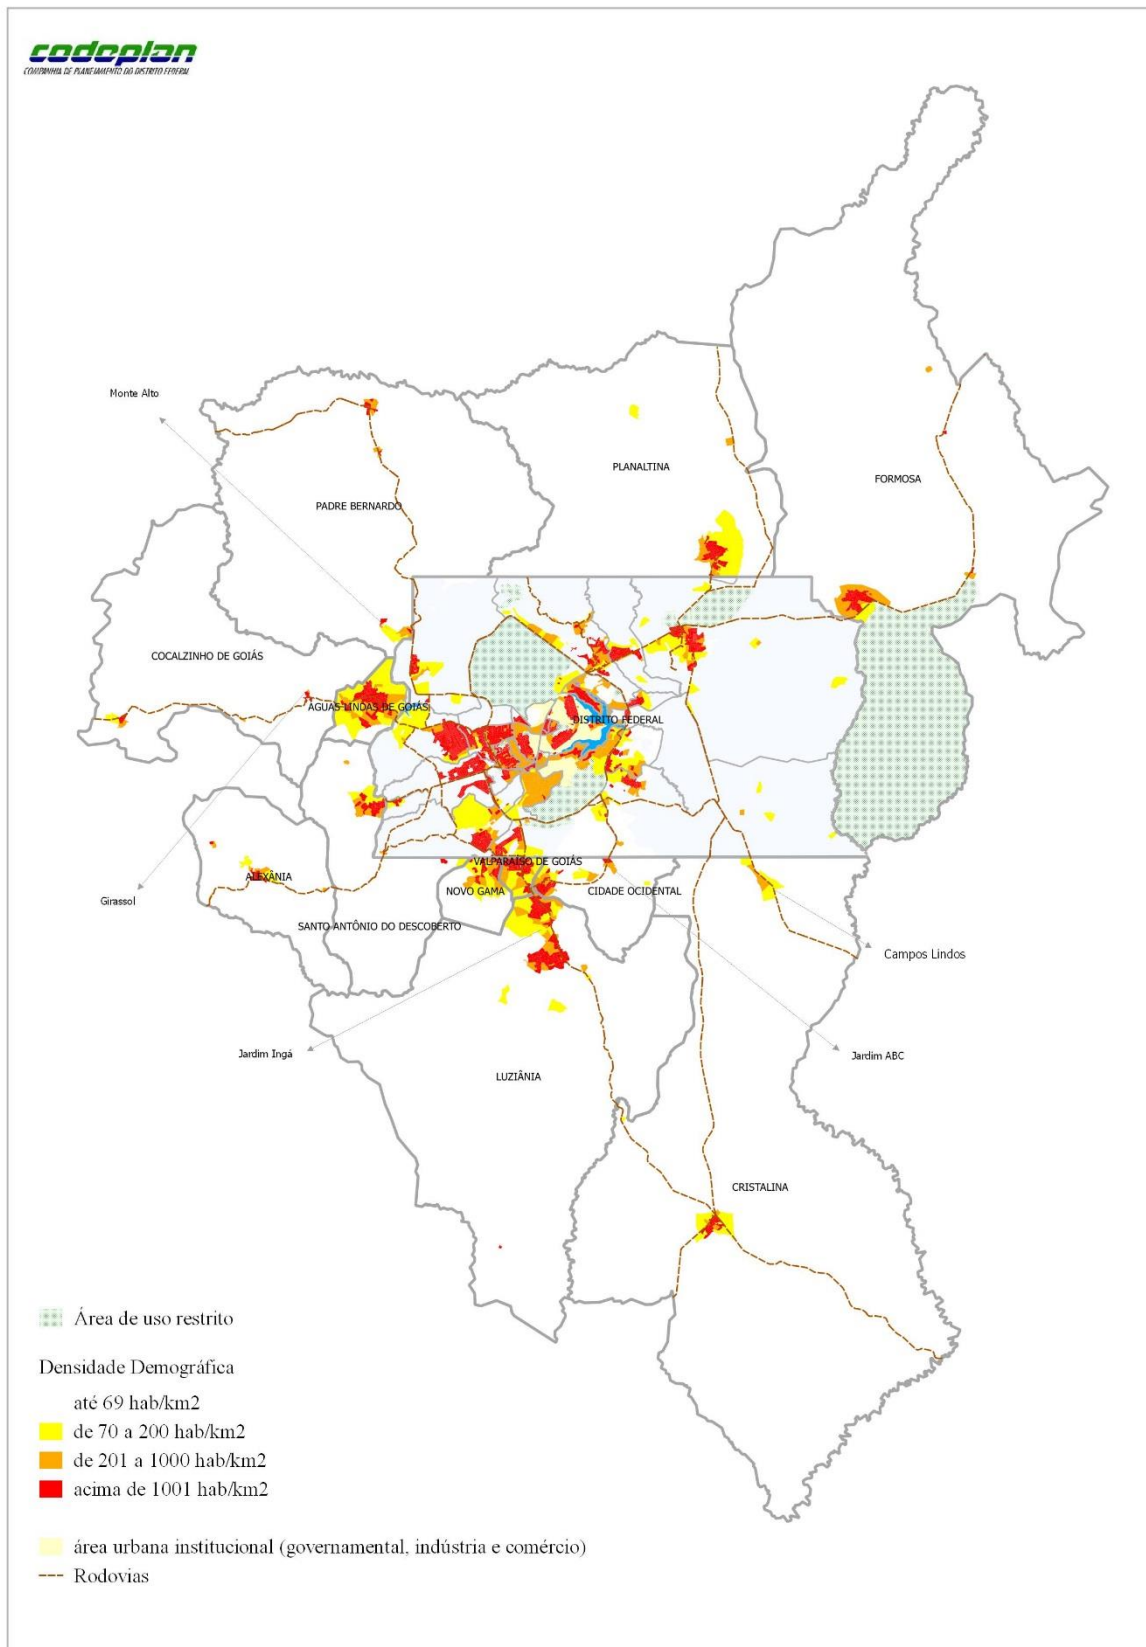 codeplan
COMPANHIA DE PLANEJAMENTO DO DISTRITO FEDERAL
Monte Alto
PLANALTINA
FORMOSA
PADRE BERNARDO
COCALZINHO DE GOIÁS
ÁGUAS LINDAS DE GOIÁS
DISTRITO FEDERAL
VALPARAÍSO DE GOIÁS
ALEXÂNIA
NOVO GAMA
CIDADE OCIDENTAL
Girassol
SANTO ANTÔNIO DO DESCOBERTO
Campos Lindos
Jardim Ingá
Jardim ABC
LUZIÂNIA
CRISTALINA
Área de uso restrito
Densidade Demográfica
até 69 hab/km2
de 70 a 200 hab/km2
de 201 a 1000 hab/km2
acima de 1001 hab/km2
área urbana institucional (governamental, indústria e comércio)
Rodovias